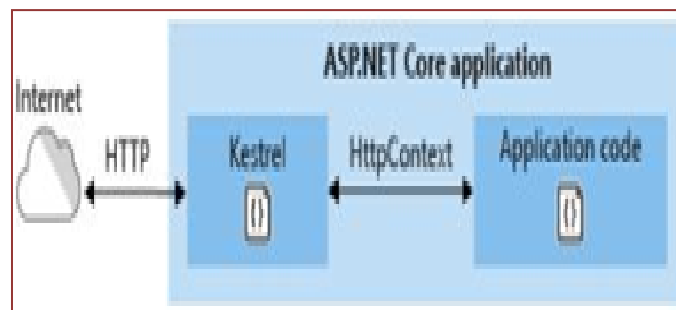 ASP.NET Core application
Internet
HTTP
Kestrel
HttpContext
Application code
{}
{}